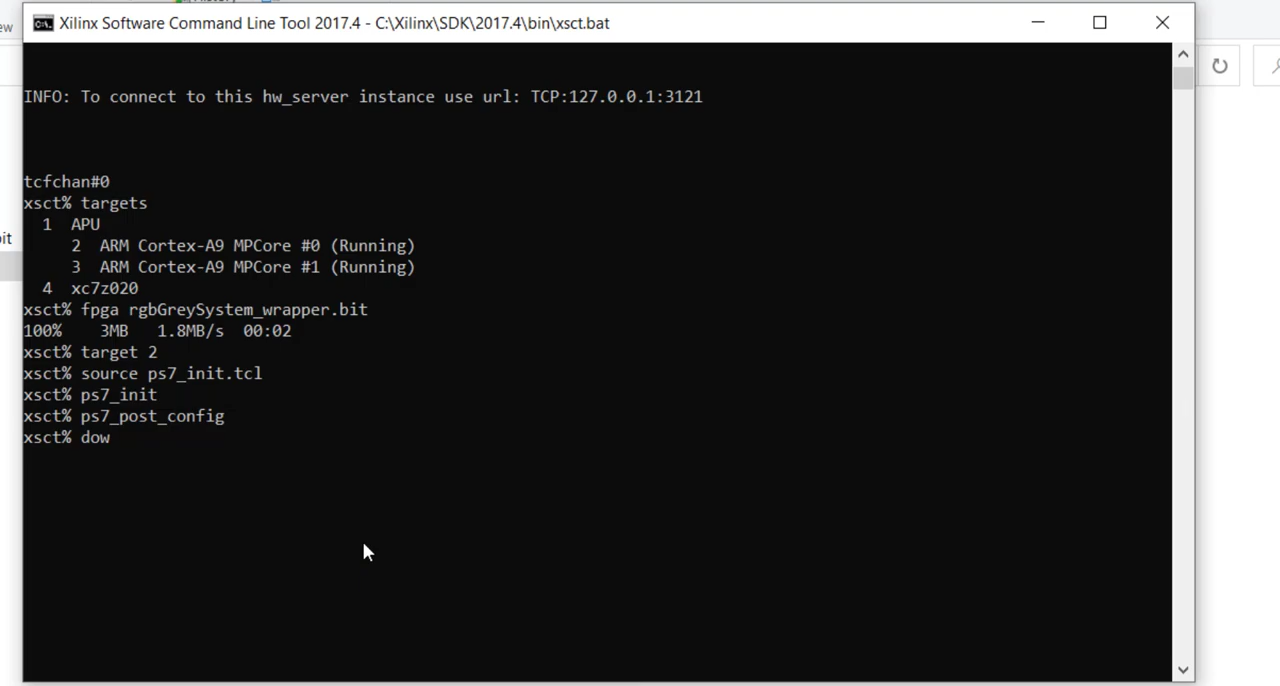 Xilinx Software Command Line Tool 2017.4 - C:\Xilinx\SDK\2017.4\bin\xsct.bat
INFO: To connect to this hw_server instance use url: TCP:127.0.0.1:3121
tcfchan#0
xsct% targets
1 APU
2 ARM Cortex-A9 MPCore #0 (Running)
3 ARM Cortex-A9 MPCore #1 (Running)
4 xc7z020
xsct% fpga rgbGreySystem_wrapper.bit
100% 3MB 1.8MB/s 00:02
xsct% target 2
xsct% source ps7_init.tcl
xsct% ps7_init
xsct% ps7_post_config
xsct% dow